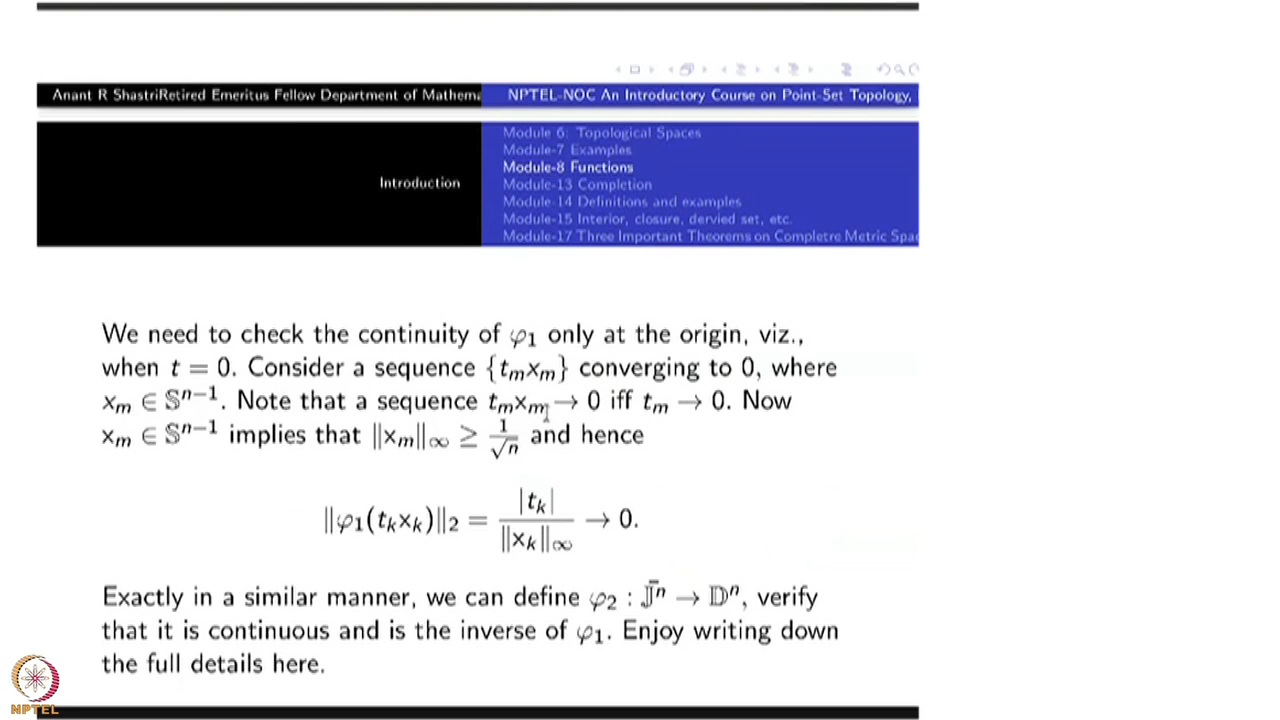 Anant R ShastriRetired Emeritus Fellow Department of Mathema
NPTEL-NOC An Introductory Course on Point-Set Topology,
Introduction
Module 6: Topological Spaces
Module-7 Examples
Module-8 Functions
Module-13 Completion
Module-14 Definitions and examples
Module-15 Interior, closure, dervied set, etc.
Module-17 Three Important Theorems on Completre Metric Spac
We need to check the continuity of φ₁ only at the origin, viz.,
when t = 0. Consider a sequence {tₘxₘ} converging to 0, where
xₘ ∈ 𝕊ⁿ⁻¹. Note that a sequence tₘxₘ → 0 iff tₘ → 0. Now
xₘ ∈ 𝕊ⁿ⁻¹ implies that ‖xₘ‖∞ ≥ 1/√n and hence
‖φ₁(tₖxₖ)‖₂ = |tₖ|/‖xₖ‖∞ → 0.
Exactly in a similar manner, we can define φ₂ : 𝕁̄ⁿ → 𝔻ⁿ, verify
that it is continuous and is the inverse of φ₁. Enjoy writing down
the full details here.
NPTEL